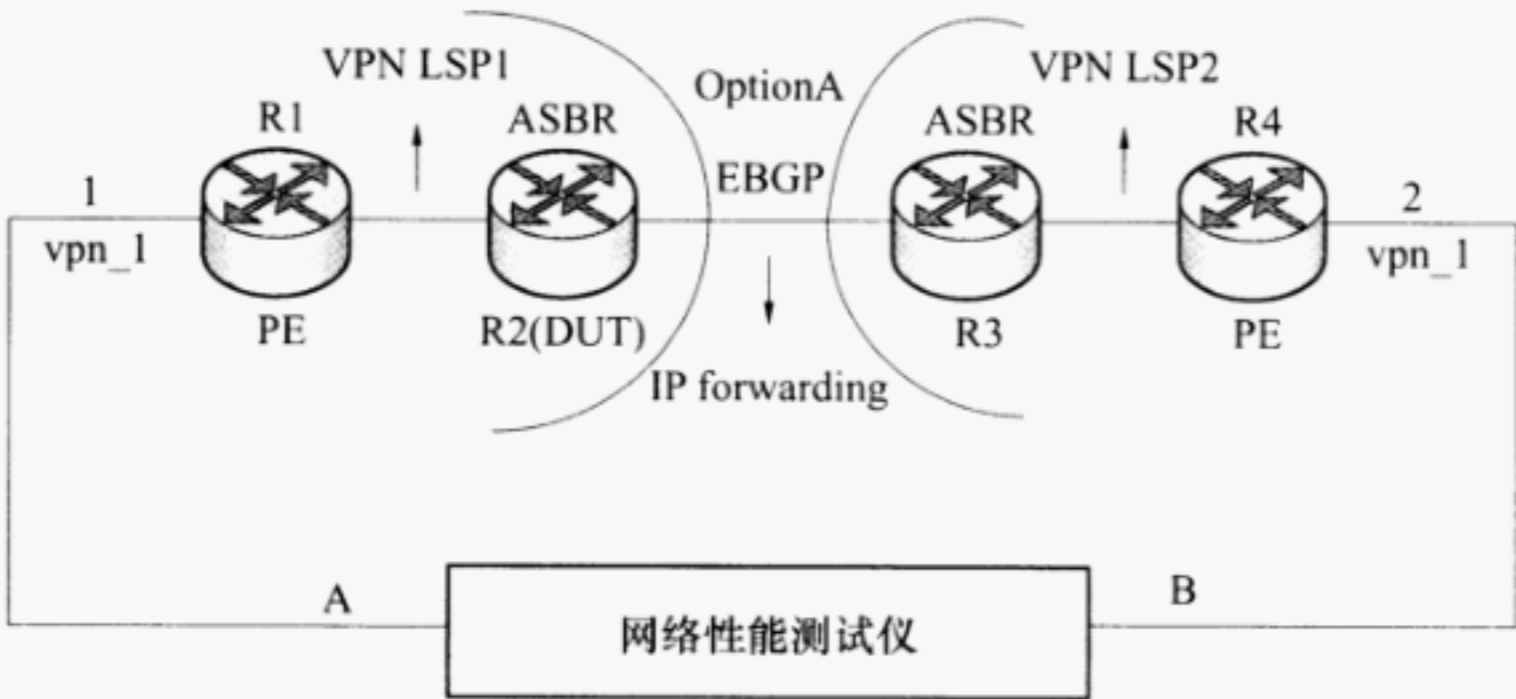 VPN LSP1
OptionA
VPN LSP2
R1
ASBR
ASBR
R4
1
EBGP
2
vpn_1
vpn_1
PE
R2(DUT)
R3
PE
IP forwarding
A
B
网络性能测试仪